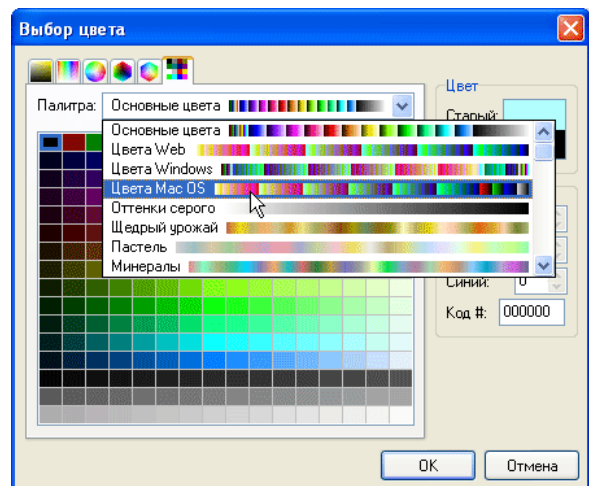 Выбор цвета
Палитра: Основные цвета
Основные цвета
Цвета Web
Цвета Windows
Цвета Mac OS
Оттенки серого
Щедрый урожай
Пастель
Минералы
Цвет
Старый:
Синий: 0
Код #: 000000
OK Отмена